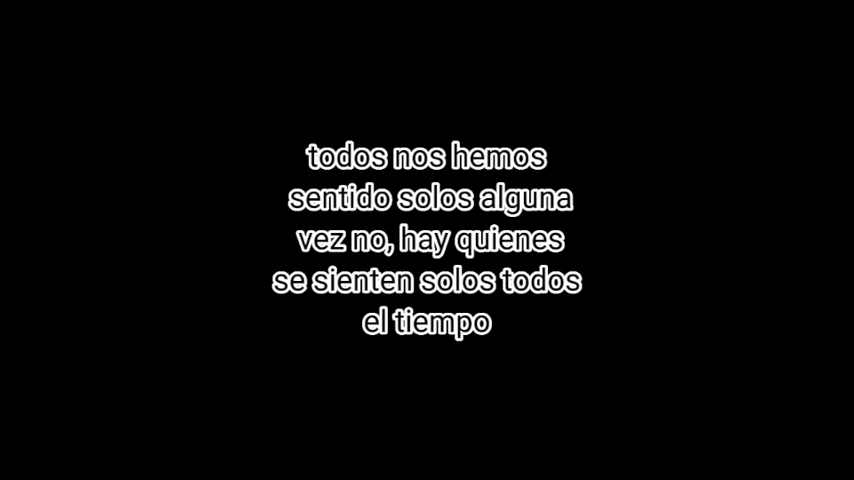 todos nos hemos
sentido solos alguna
vez no, hay quienes
se sienten solos todos
el tiempo